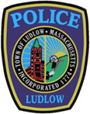 POLICE
TOWN OF LUDLOW, MASSACHUSETTS
INCORPORATED 1774
LUDLOW